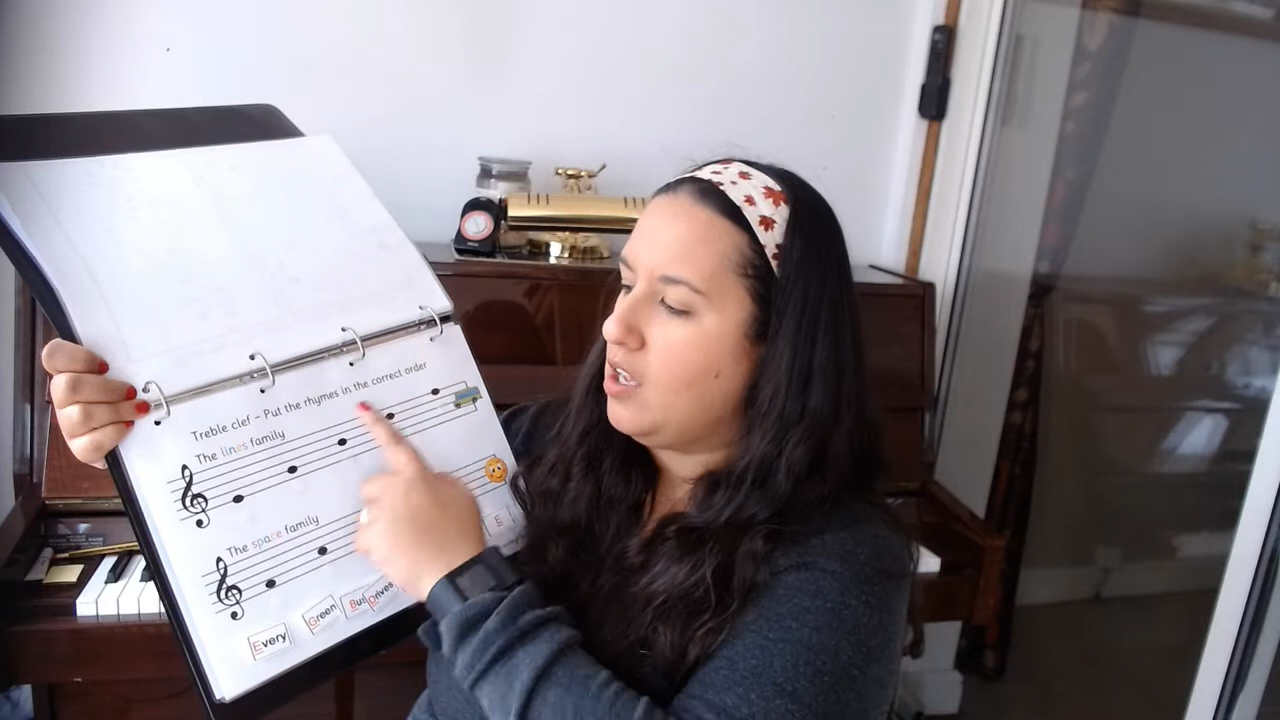 Treble clef - Put the rhymes in the correct order
The lines family
The space family
Every Green Bus Drives
E